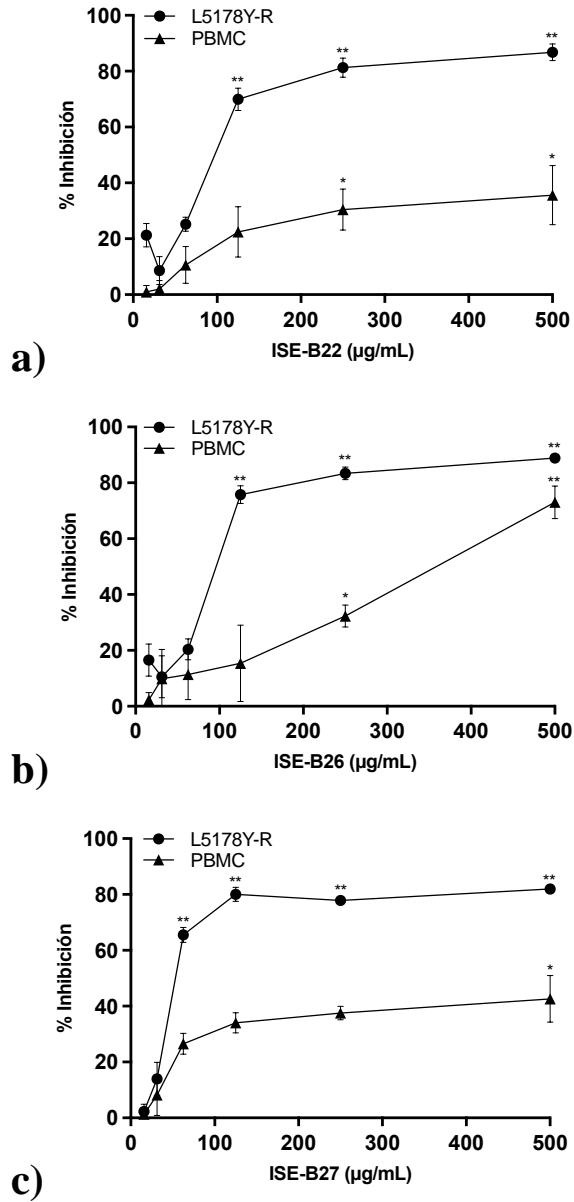 L5178Y-R
PBMC
100
80
60
40
20
0
% Inhibición
** ** **
* *
0 100 200 300 400 500
ISE-B22 (µg/mL)
a)
L5178Y-R
PBMC
100
80
60
40
20
0
% Inhibición
** ** **
* **
0 100 200 300 400 500
ISE-B26 (µg/mL)
b)
L5178Y-R
PBMC
100
80
60
40
20
0
% Inhibición
** ** ** **
*
0 100 200 300 400 500
ISE-B27 (µg/mL)
c)